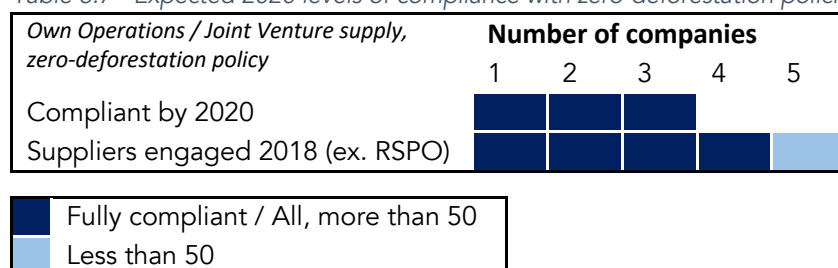 Own Operations / Joint Venture supply,
zero-deforestation policy
Number of companies
1 2 3 4 5
Compliant by 2020
Suppliers engaged 2018 (ex. RSPO)
Fully compliant / All, more than 50
Less than 50